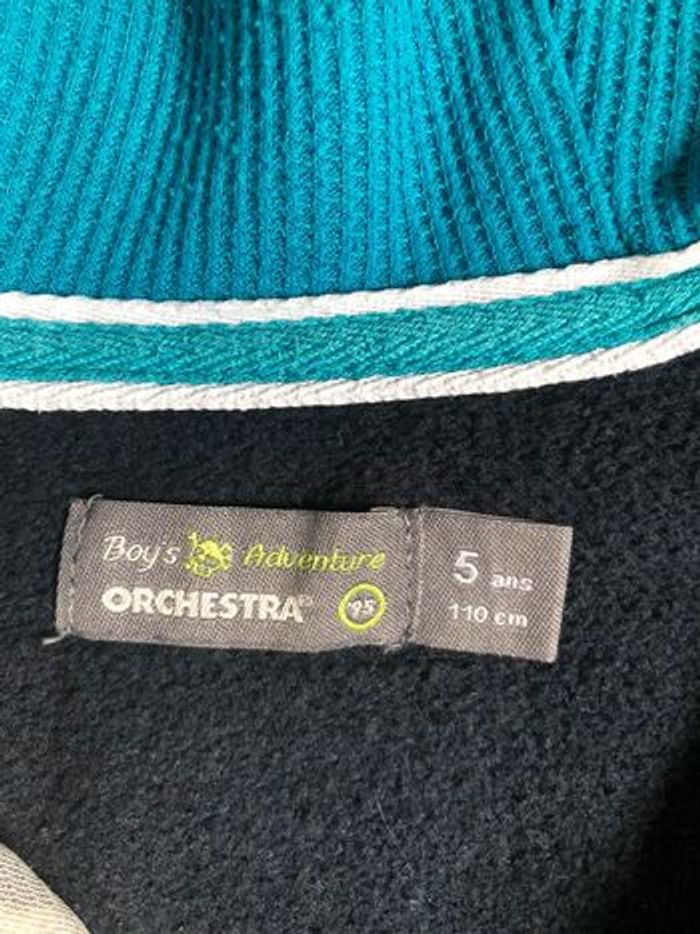 Boy's Adventure
ORCHESTRA® 95
5 ans
110 cm